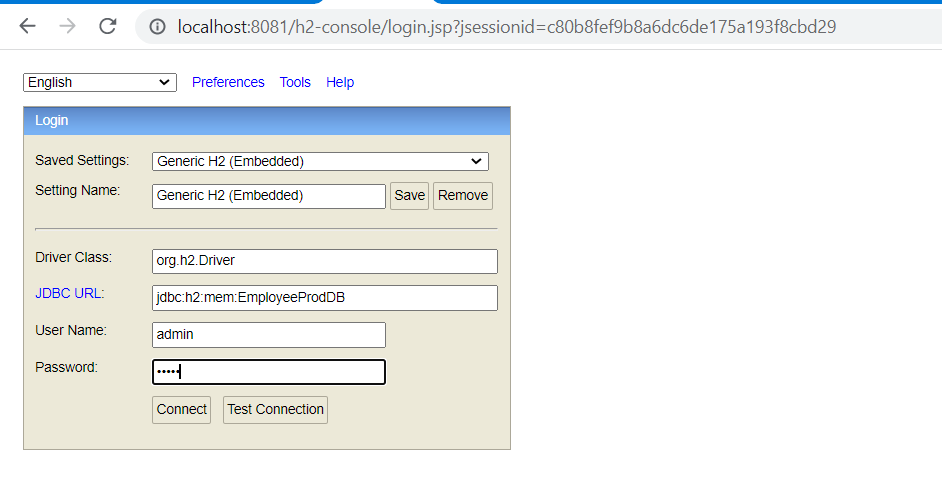 localhost:8081/h2-console/login.jsp?jsessionid=c80b8fef9b8a6dc6de175a193f8cbd29
English Preferences Tools Help
Login
Saved Settings: Generic H2 (Embedded)
Setting Name: Generic H2 (Embedded) Save Remove
Driver Class: org.h2.Driver
JDBC URL: jdbc:h2:mem:EmployeeProdDB
User Name: admin
Password: •••••
Connect Test Connection